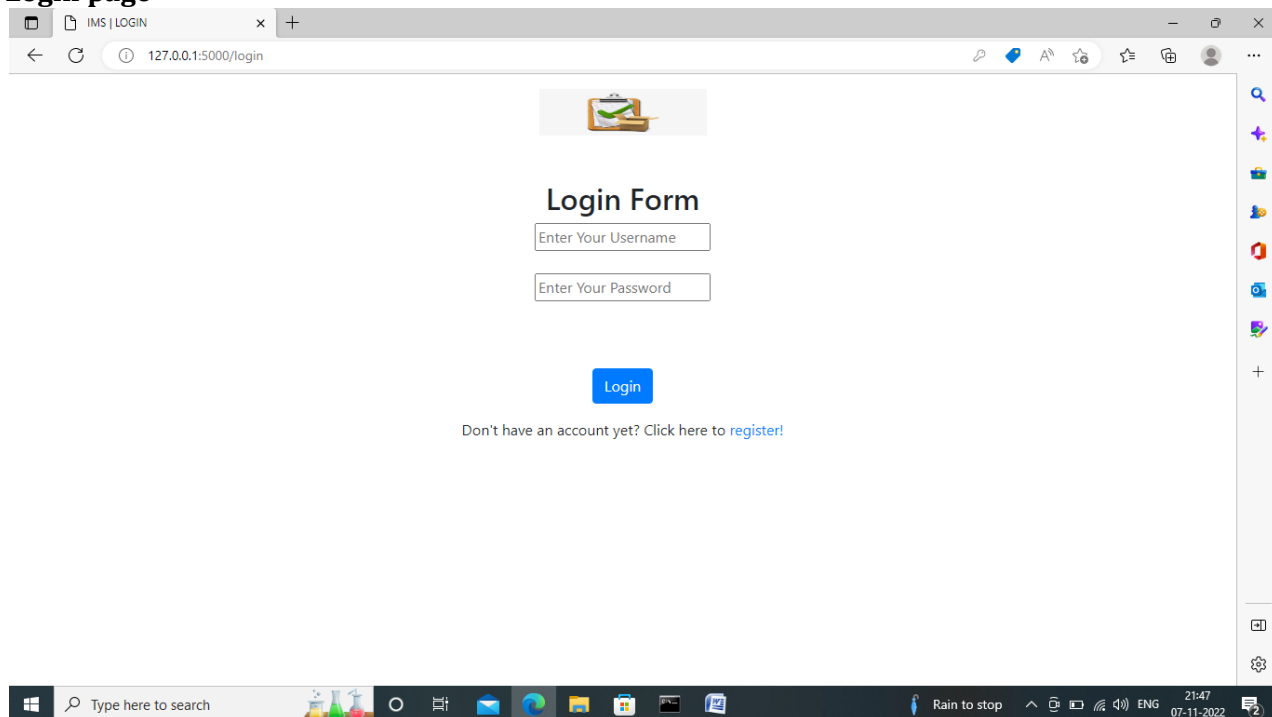 Login page
IMS | LOGIN
127.0.0.1:5000/login
Login Form
Enter Your Username
Enter Your Password
Login
Don't have an account yet? Click here to register!
Type here to search
Rain to stop
ENG
21:47
07-11-2022
2